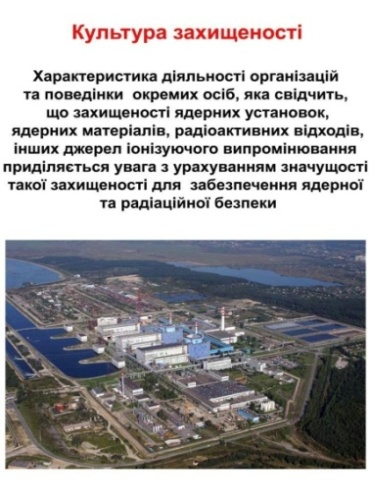 Культура захищеності
Характеристика діяльності організацій
та поведінки окремих осіб, яка свідчить,
що захищеності ядерних установок,
ядерних матеріалів, радіоактивних відходів,
інших джерел іонізуючого випромінювання
приділяється увага з урахуванням значущості
такої захищеності для забезпечення ядерної
та радіаційної безпеки